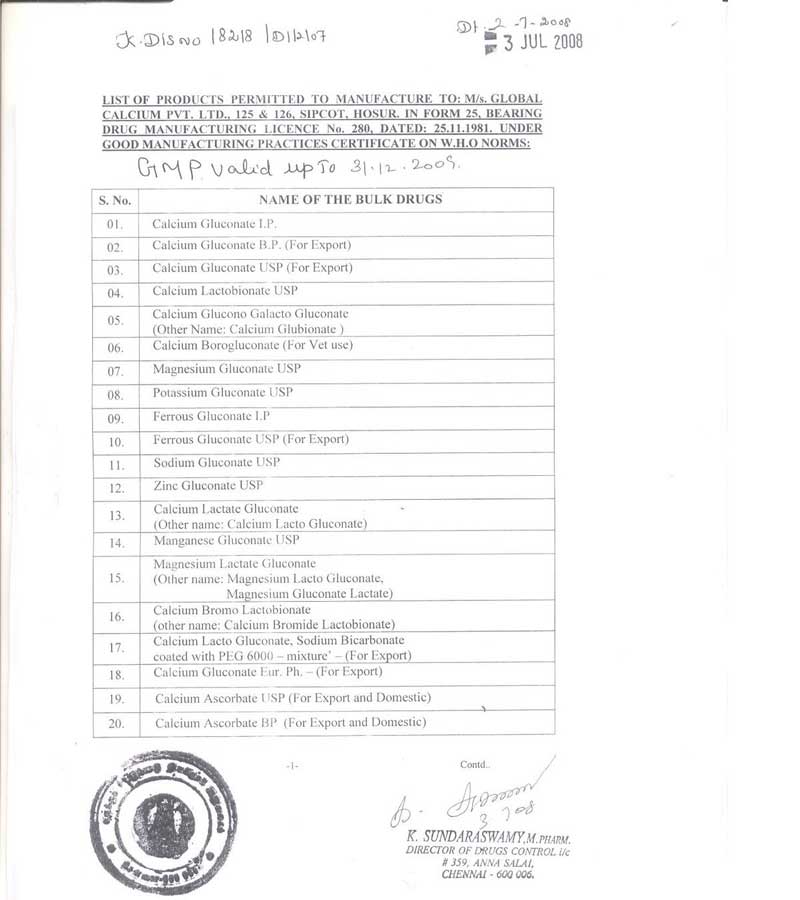 K.DIS NO 18218 /D1/2/07
Dt. 2-7-2008
3 JUL 2008
LIST OF PRODUCTS PERMITTED TO MANUFACTURE TO: M/s. GLOBAL
CALCIUM PVT. LTD., 125 & 126, SIPCOT, HOSUR. IN FORM 25, BEARING
DRUG MANUFACTURING LICENCE No. 280, DATED: 25.11.1981. UNDER
GOOD MANUFACTURING PRACTICES CERTIFICATE ON W.H.O NORMS:
GMP valid up To 31.12.2009.
S. No. NAME OF THE BULK DRUGS
01. Calcium Gluconate I.P.
02. Calcium Gluconate B.P. (For Export)
03. Calcium Gluconate USP (For Export)
04. Calcium Lactobionate USP
05. Calcium Glucono Galacto Gluconate
(Other Name: Calcium Glubionate )
06. Calcium Borogluconate (For Vet use)
07. Magnesium Gluconate USP
08. Potassium Gluconate USP
09. Ferrous Gluconate I.P
10. Ferrous Gluconate USP (For Export)
11. Sodium Gluconate USP
12. Zinc Gluconate USP
13. Calcium Lactate Gluconate
(Other name: Calcium Lacto Gluconate)
14. Manganese Gluconate USP
15. Magnesium Lactate Gluconate
(Other name: Magnesium Lacto Gluconate,
Magnesium Gluconate Lactate)
16. Calcium Bromo Lactobionate
(other name: Calcium Bromide Lactobionate)
17. Calcium Lacto Gluconate, Sodium Bicarbonate
coated with PEG 6000 – mixture' – (For Export)
18. Calcium Gluconate Eur. Ph. – (For Export)
19. Calcium Ascorbate USP (For Export and Domestic)
20. Calcium Ascorbate BP (For Export and Domestic)
-1-
Contd..
K. SUNDARASWAMY, M.PHARM.
DIRECTOR OF DRUGS CONTROL i/c
# 359, ANNA SALAI,
CHENNAI - 600 006.